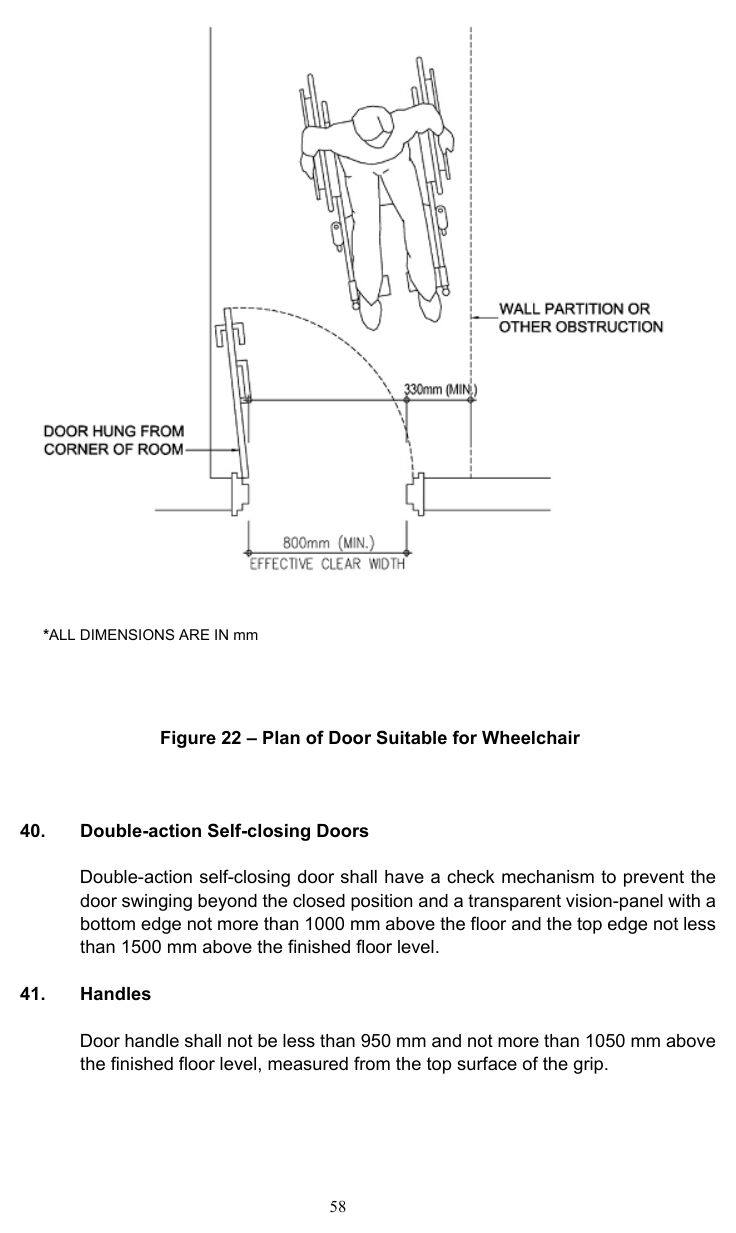 WALL PARTITION OR
OTHER OBSTRUCTION
330mm (MIN.)
DOOR HUNG FROM
CORNER OF ROOM
800mm (MIN.)
EFFECTIVE CLEAR WIDTH
*ALL DIMENSIONS ARE IN mm
Figure 22 – Plan of Door Suitable for Wheelchair
40. Double-action Self-closing Doors
Double-action self-closing door shall have a check mechanism to prevent the
door swinging beyond the closed position and a transparent vision-panel with a
bottom edge not more than 1000 mm above the floor and the top edge not less
than 1500 mm above the finished floor level.
41. Handles
Door handle shall not be less than 950 mm and not more than 1050 mm above
the finished floor level, measured from the top surface of the grip.
58